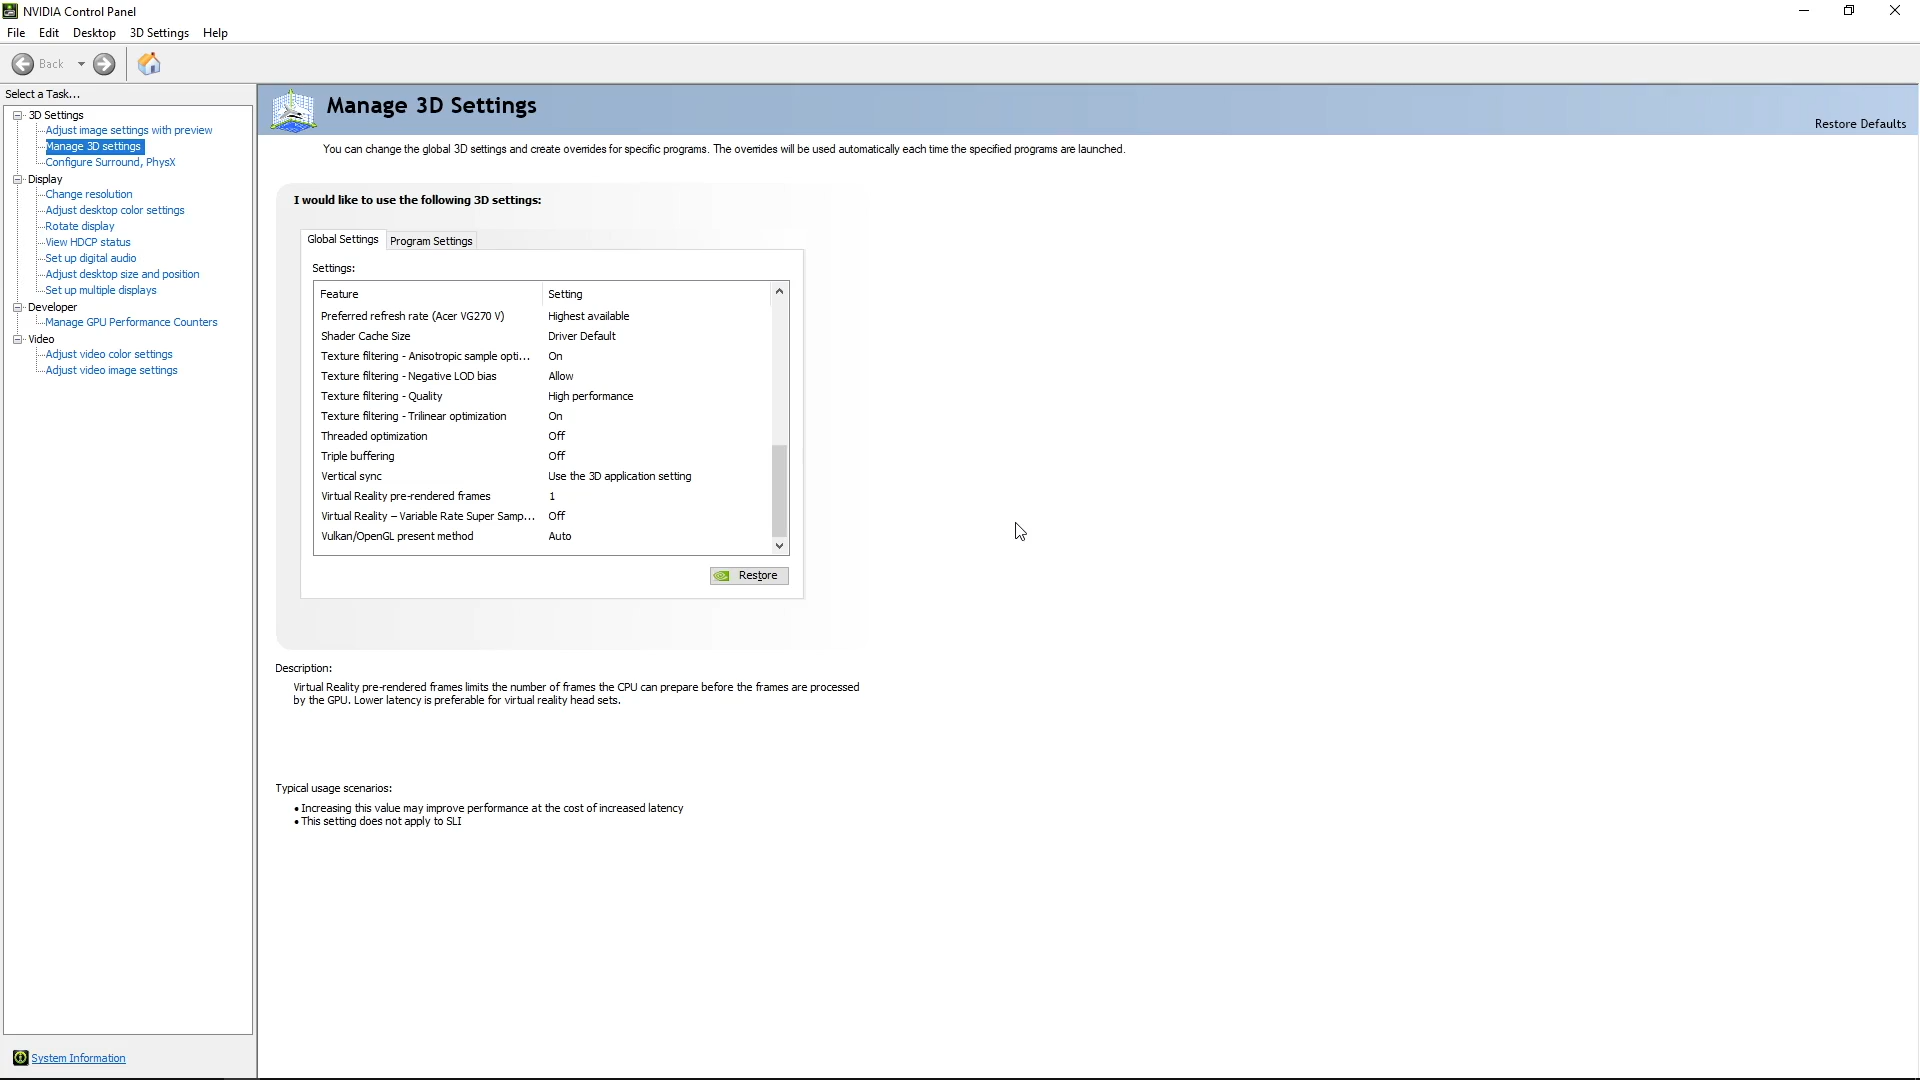 NVIDIA Control Panel
File Edit Desktop 3D Settings Help
Back
Select a Task...
3D Settings
Adjust image settings with preview
Manage 3D settings
Configure Surround, PhysX
Display
Change resolution
Adjust desktop color settings
Rotate display
View HDCP status
Set up digital audio
Adjust desktop size and position
Set up multiple displays
Developer
Manage GPU Performance Counters
Video
Adjust video color settings
Adjust video image settings
System Information
Manage 3D Settings
Restore Defaults
You can change the global 3D settings and create overrides for specific programs. The overrides will be used automatically each time the specified programs are launched.
I would like to use the following 3D settings:
Global Settings Program Settings
Settings:
Feature Setting
Preferred refresh rate (Acer VG270 V) Highest available
Shader Cache Size Driver Default
Texture filtering - Anisotropic sample opti... On
Texture filtering - Negative LOD bias Allow
Texture filtering - Quality High performance
Texture filtering - Trilinear optimization On
Threaded optimization Off
Triple buffering Off
Vertical sync Use the 3D application setting
Virtual Reality pre-rendered frames 1
Virtual Reality – Variable Rate Super Samp... Off
Vulkan/OpenGL present method Auto
Restore
Description:
Virtual Reality pre-rendered frames limits the number of frames the CPU can prepare before the frames are processed
by the GPU. Lower latency is preferable for virtual reality head sets.
Typical usage scenarios:
• Increasing this value may improve performance at the cost of increased latency
• This setting does not apply to SLI